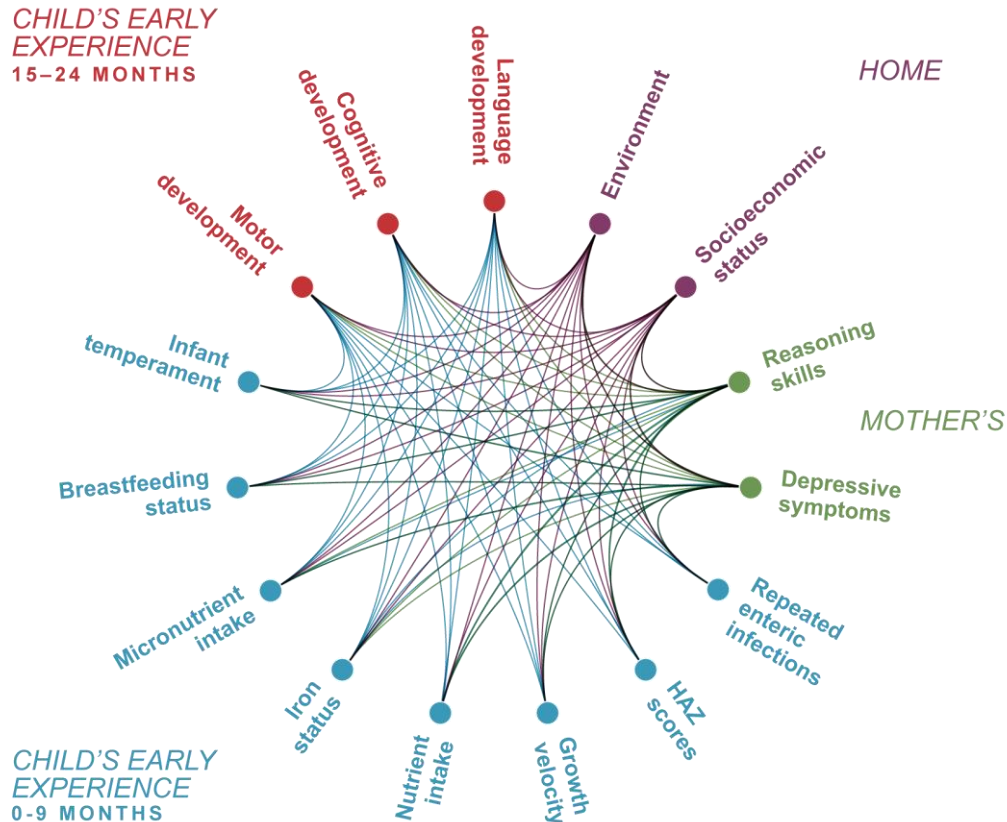 CHILD'S EARLY
EXPERIENCE
15–24 MONTHS
HOME
Language
development
Cognitive
development
Motor
development
Environment
Socioeconomic
status
Infant
temperament
Reasoning
skills
MOTHER'S
Breastfeeding
status
Depressive
symptoms
Micronutrient
intake
Repeated
enteric
infections
Iron
status
HAZ
scores
Nutrient
intake
Growth
velocity
CHILD'S EARLY
EXPERIENCE
0-9 MONTHS